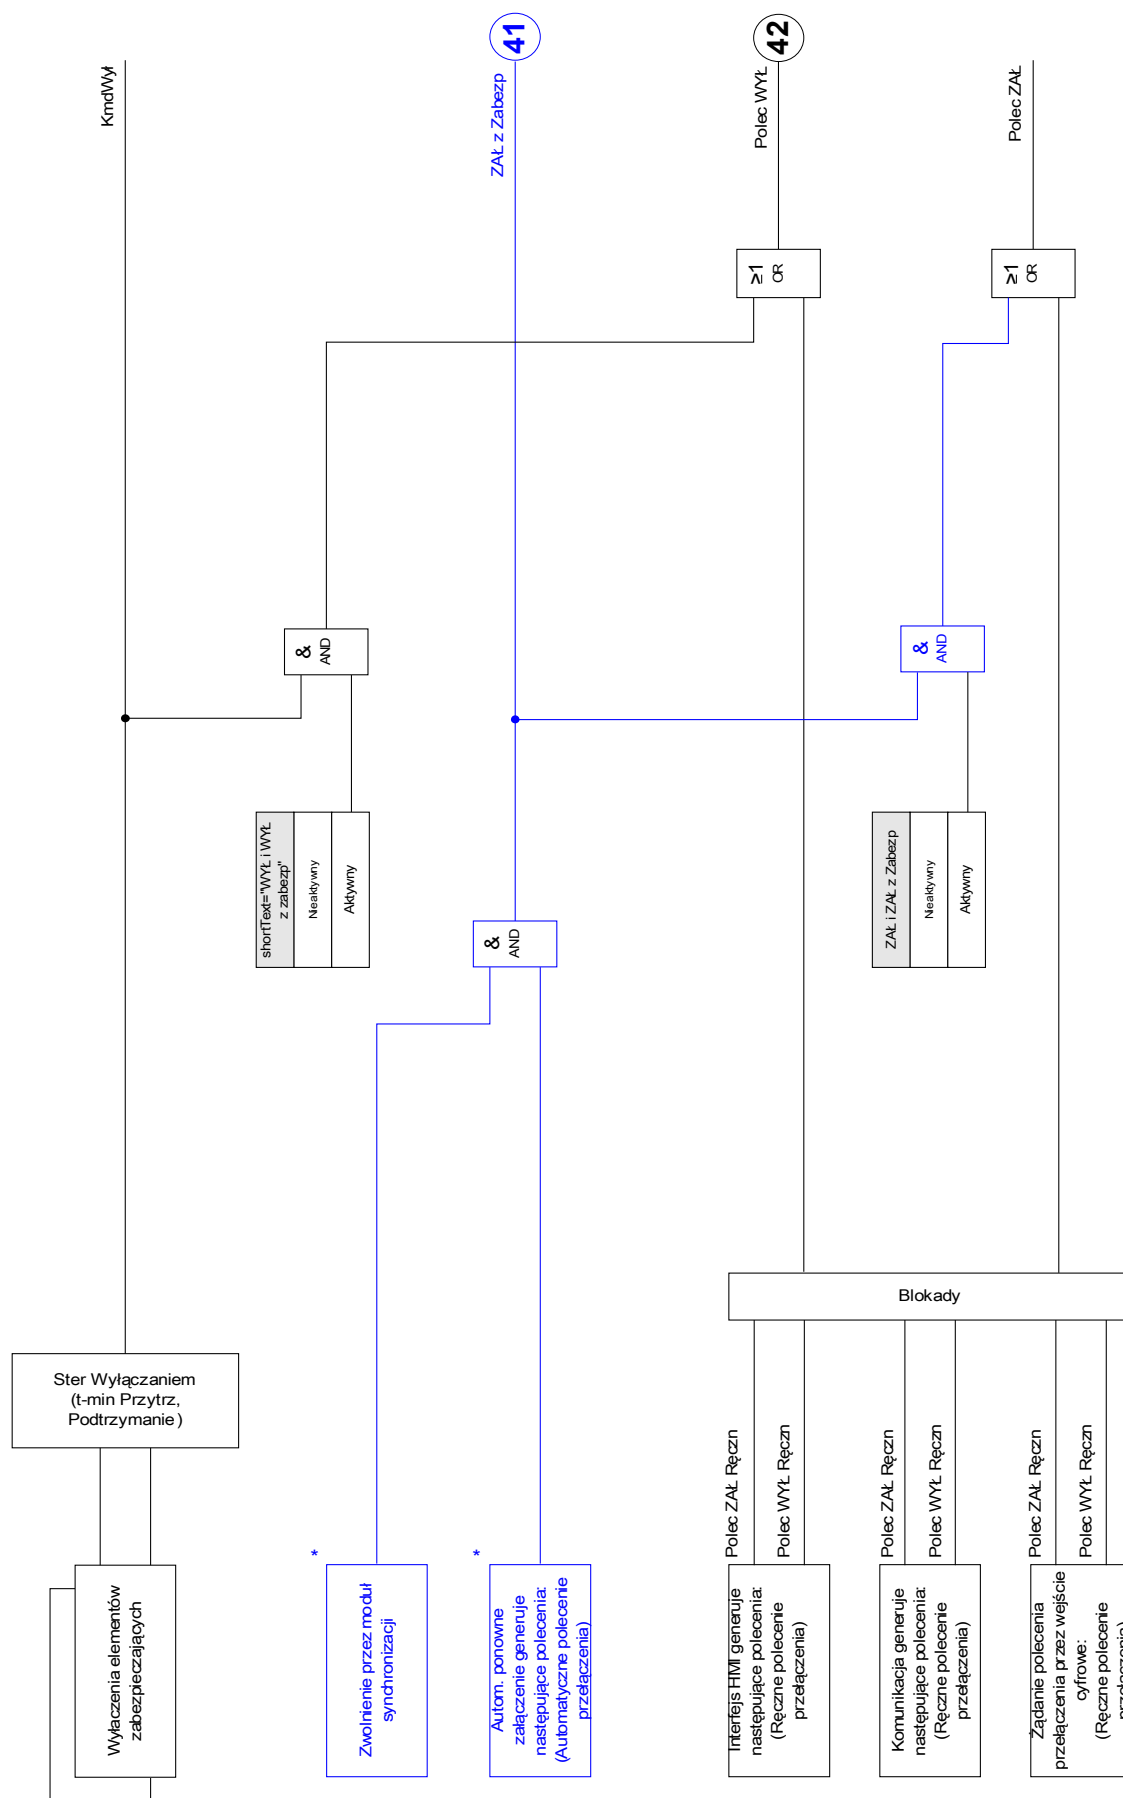 KmdWył
41
ZAŁ z Zabezp
42
Polec WYŁ
Polec ZAŁ
≥1
OR
≥1
OR
&
AND
&
AND
shortText="WYŁ i WYŁ
z zabezp"
Nieaktywny
Aktywny
ZAŁ i ZAŁ z Zabezp
Nieaktywny
Aktywny
&
AND
Blokady
Ster Wyłączaniem
(t-min Przytrz,
Podtrzymanie)
Polec ZAŁ Ręczn
Polec WYŁ Ręczn
Polec ZAŁ Ręczn
Polec WYŁ Ręczn
Polec ZAŁ Ręczn
Polec WYŁ Ręczn
*
*
Wyłaczenia elementów
zabezpieczających
Zwolnienie przez moduł
synchronizacji
Autom. ponowne
załączenie generuje
następujące polecenia:
(Automatyczne polecenie
przełączenia)
Interfejs HMI generuje
następujące polecenia:
(Ręczne polecenie
przełączenia)
Komunikacja generuje
następujące polecenia:
(Ręczne polecenie
przełączenia)
Żądanie polecenia
przełączenia przez wejście
cyfrowe:
(Ręczne polecenie
przełączenia)